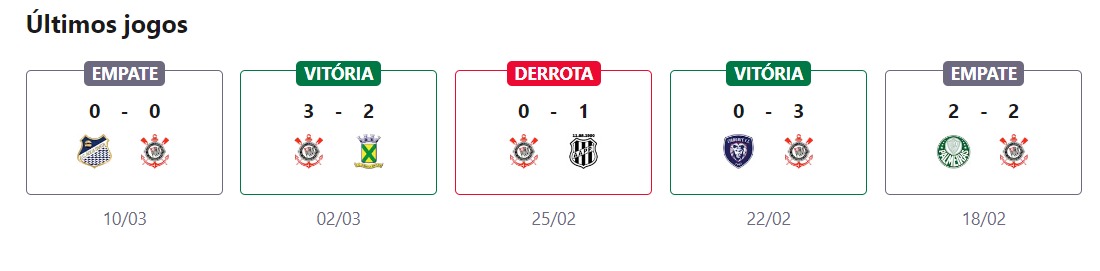 Últimos jogos
EMPATE VITÓRIA DERROTA VITÓRIA EMPATE
0 - 0 3 - 2 0 - 1 0 - 3 2 - 2
PALMEIRAS
10/03 02/03 25/02 22/02 18/02